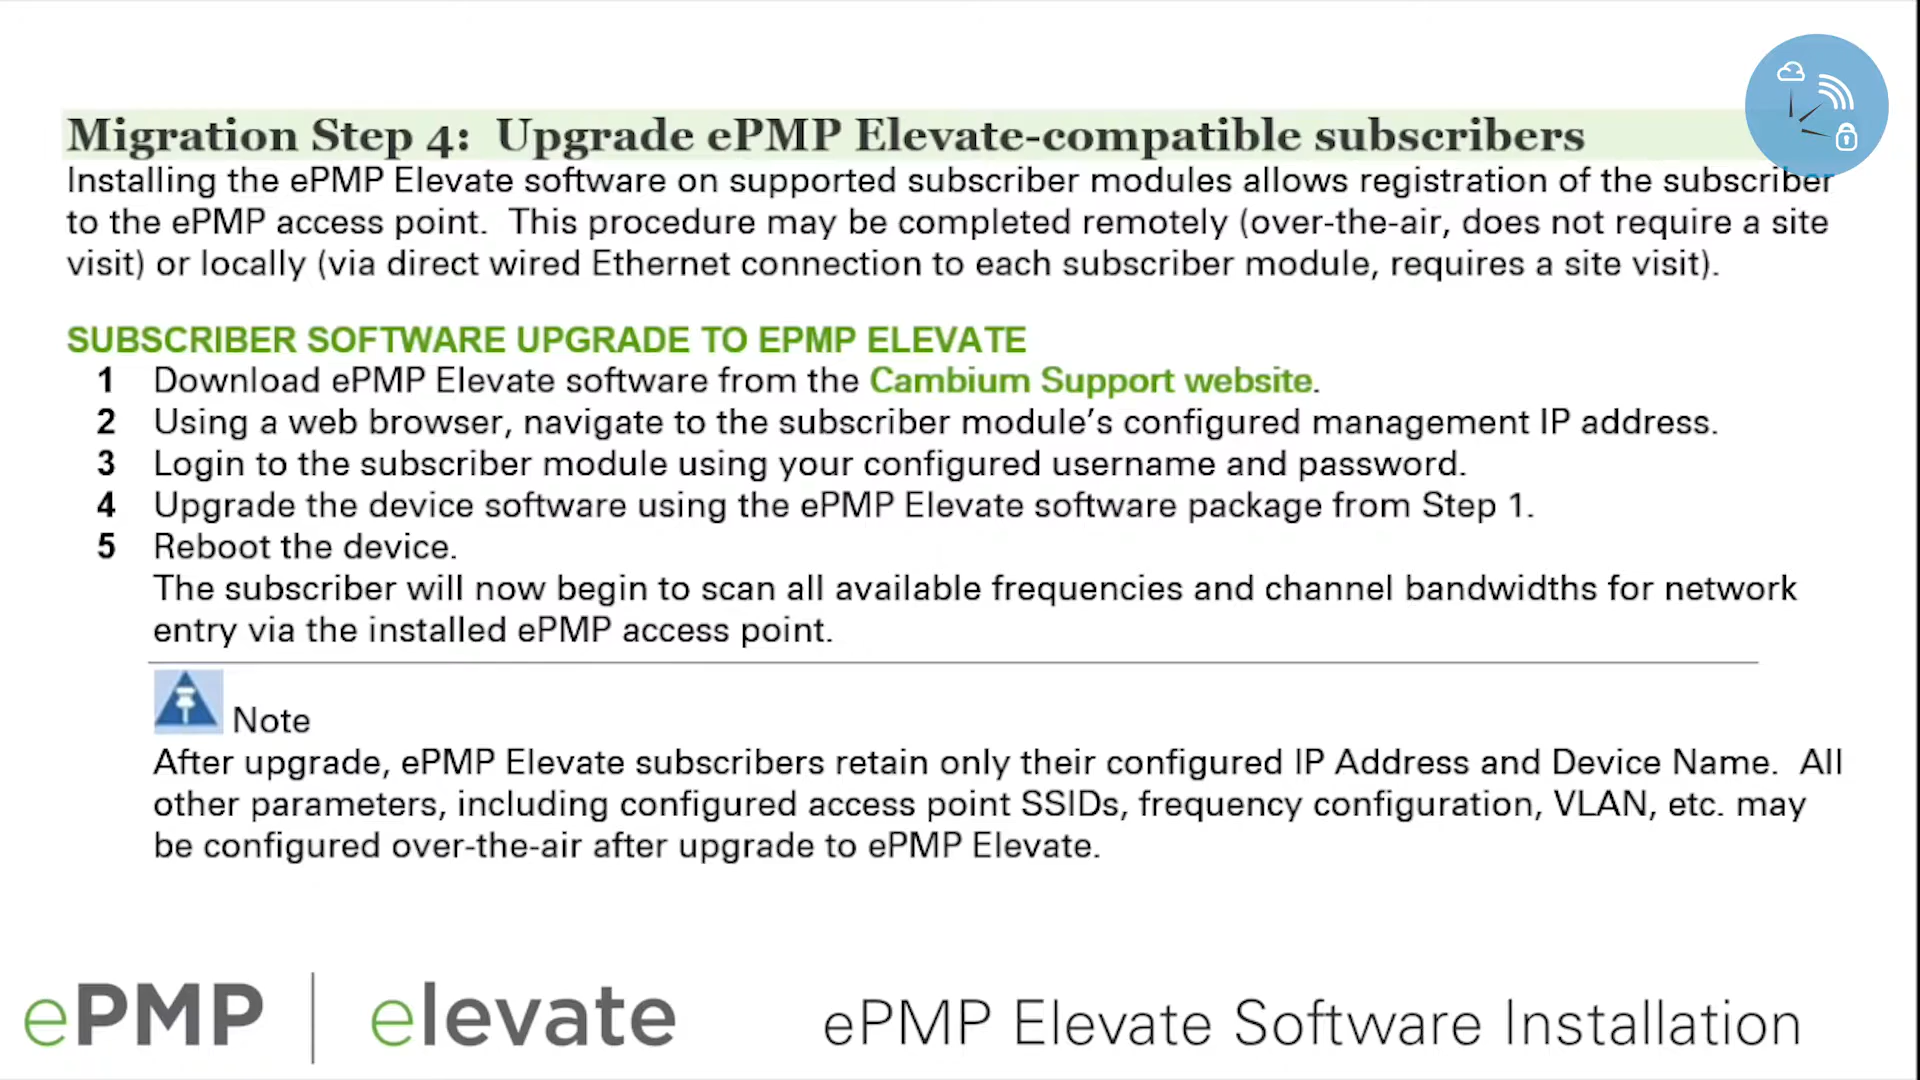 Migration Step 4: Upgrade ePMP Elevate-compatible subscribers
Installing the ePMP Elevate software on supported subscriber modules allows registration of the subscriber
to the ePMP access point. This procedure may be completed remotely (over-the-air, does not require a site
visit) or locally (via direct wired Ethernet connection to each subscriber module, requires a site visit).
SUBSCRIBER SOFTWARE UPGRADE TO EPMP ELEVATE
1 Download ePMP Elevate software from the Cambium Support website.
2 Using a web browser, navigate to the subscriber module's configured management IP address.
3 Login to the subscriber module using your configured username and password.
4 Upgrade the device software using the ePMP Elevate software package from Step 1.
5 Reboot the device.
The subscriber will now begin to scan all available frequencies and channel bandwidths for network
entry via the installed ePMP access point.
Note
After upgrade, ePMP Elevate subscribers retain only their configured IP Address and Device Name. All
other parameters, including configured access point SSIDs, frequency configuration, VLAN, etc. may
be configured over-the-air after upgrade to ePMP Elevate.
ePMP | elevate ePMP Elevate Software Installation